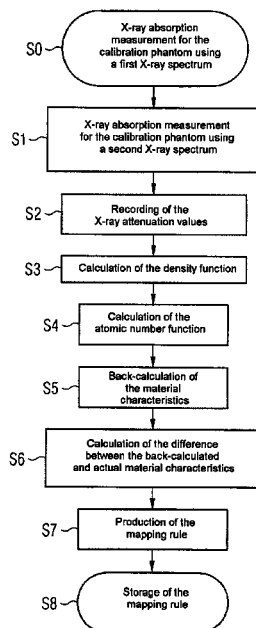 S0
X-ray absorption
measurement for the
calibration phantom using
a first X-ray spectrum
S1
X-ray absorption measurement
for the calibration phantom using
a second X-ray spectrum
S2
Recording of the
X-ray attenuation values
S3
Calculation of the density function
S4
Calculation of the
atomic number function
S5
Back-calculation of
the material
characteristics
S6
Calculation of the difference
between the back-calculated
and actual material characteristics
S7
Production of the
mapping rule
S8
Storage of the
mapping rule